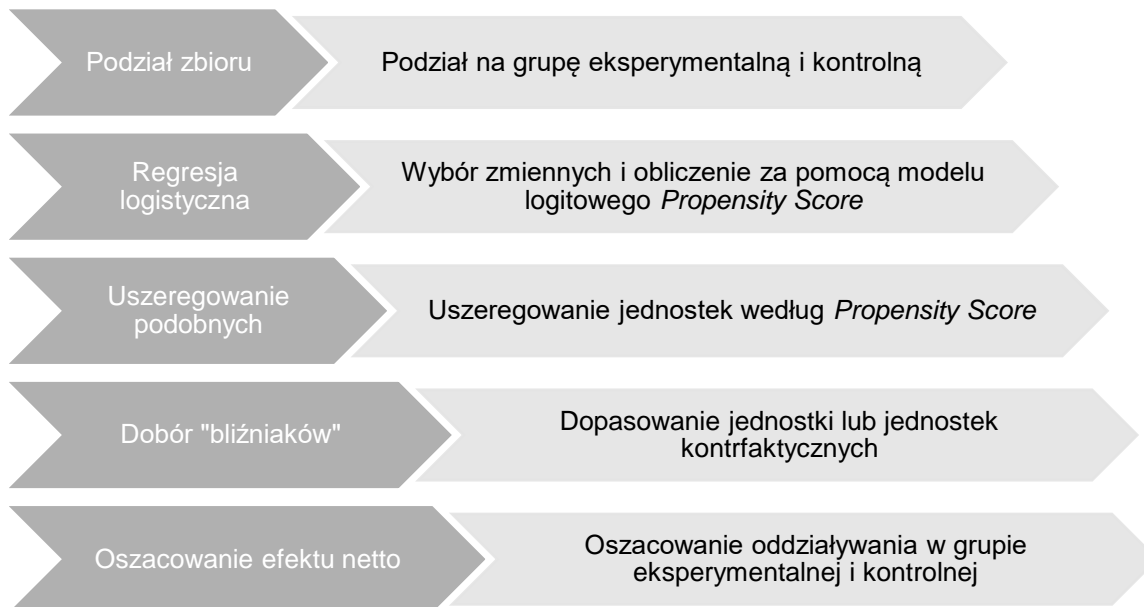 Podział zbioru
Podział na grupę eksperymentalną i kontrolną
Regresja
logistyczna
Wybór zmiennych i obliczenie za pomocą modelu
logitowego Propensity Score
Uszeregowanie
podobnych
Uszeregowanie jednostek według Propensity Score
Dobór "bliźniaków"
Dopasowanie jednostki lub jednostek
kontrfaktycznych
Oszacowanie efektu netto
Oszacowanie oddziaływania w grupie
eksperymentalnej i kontrolnej